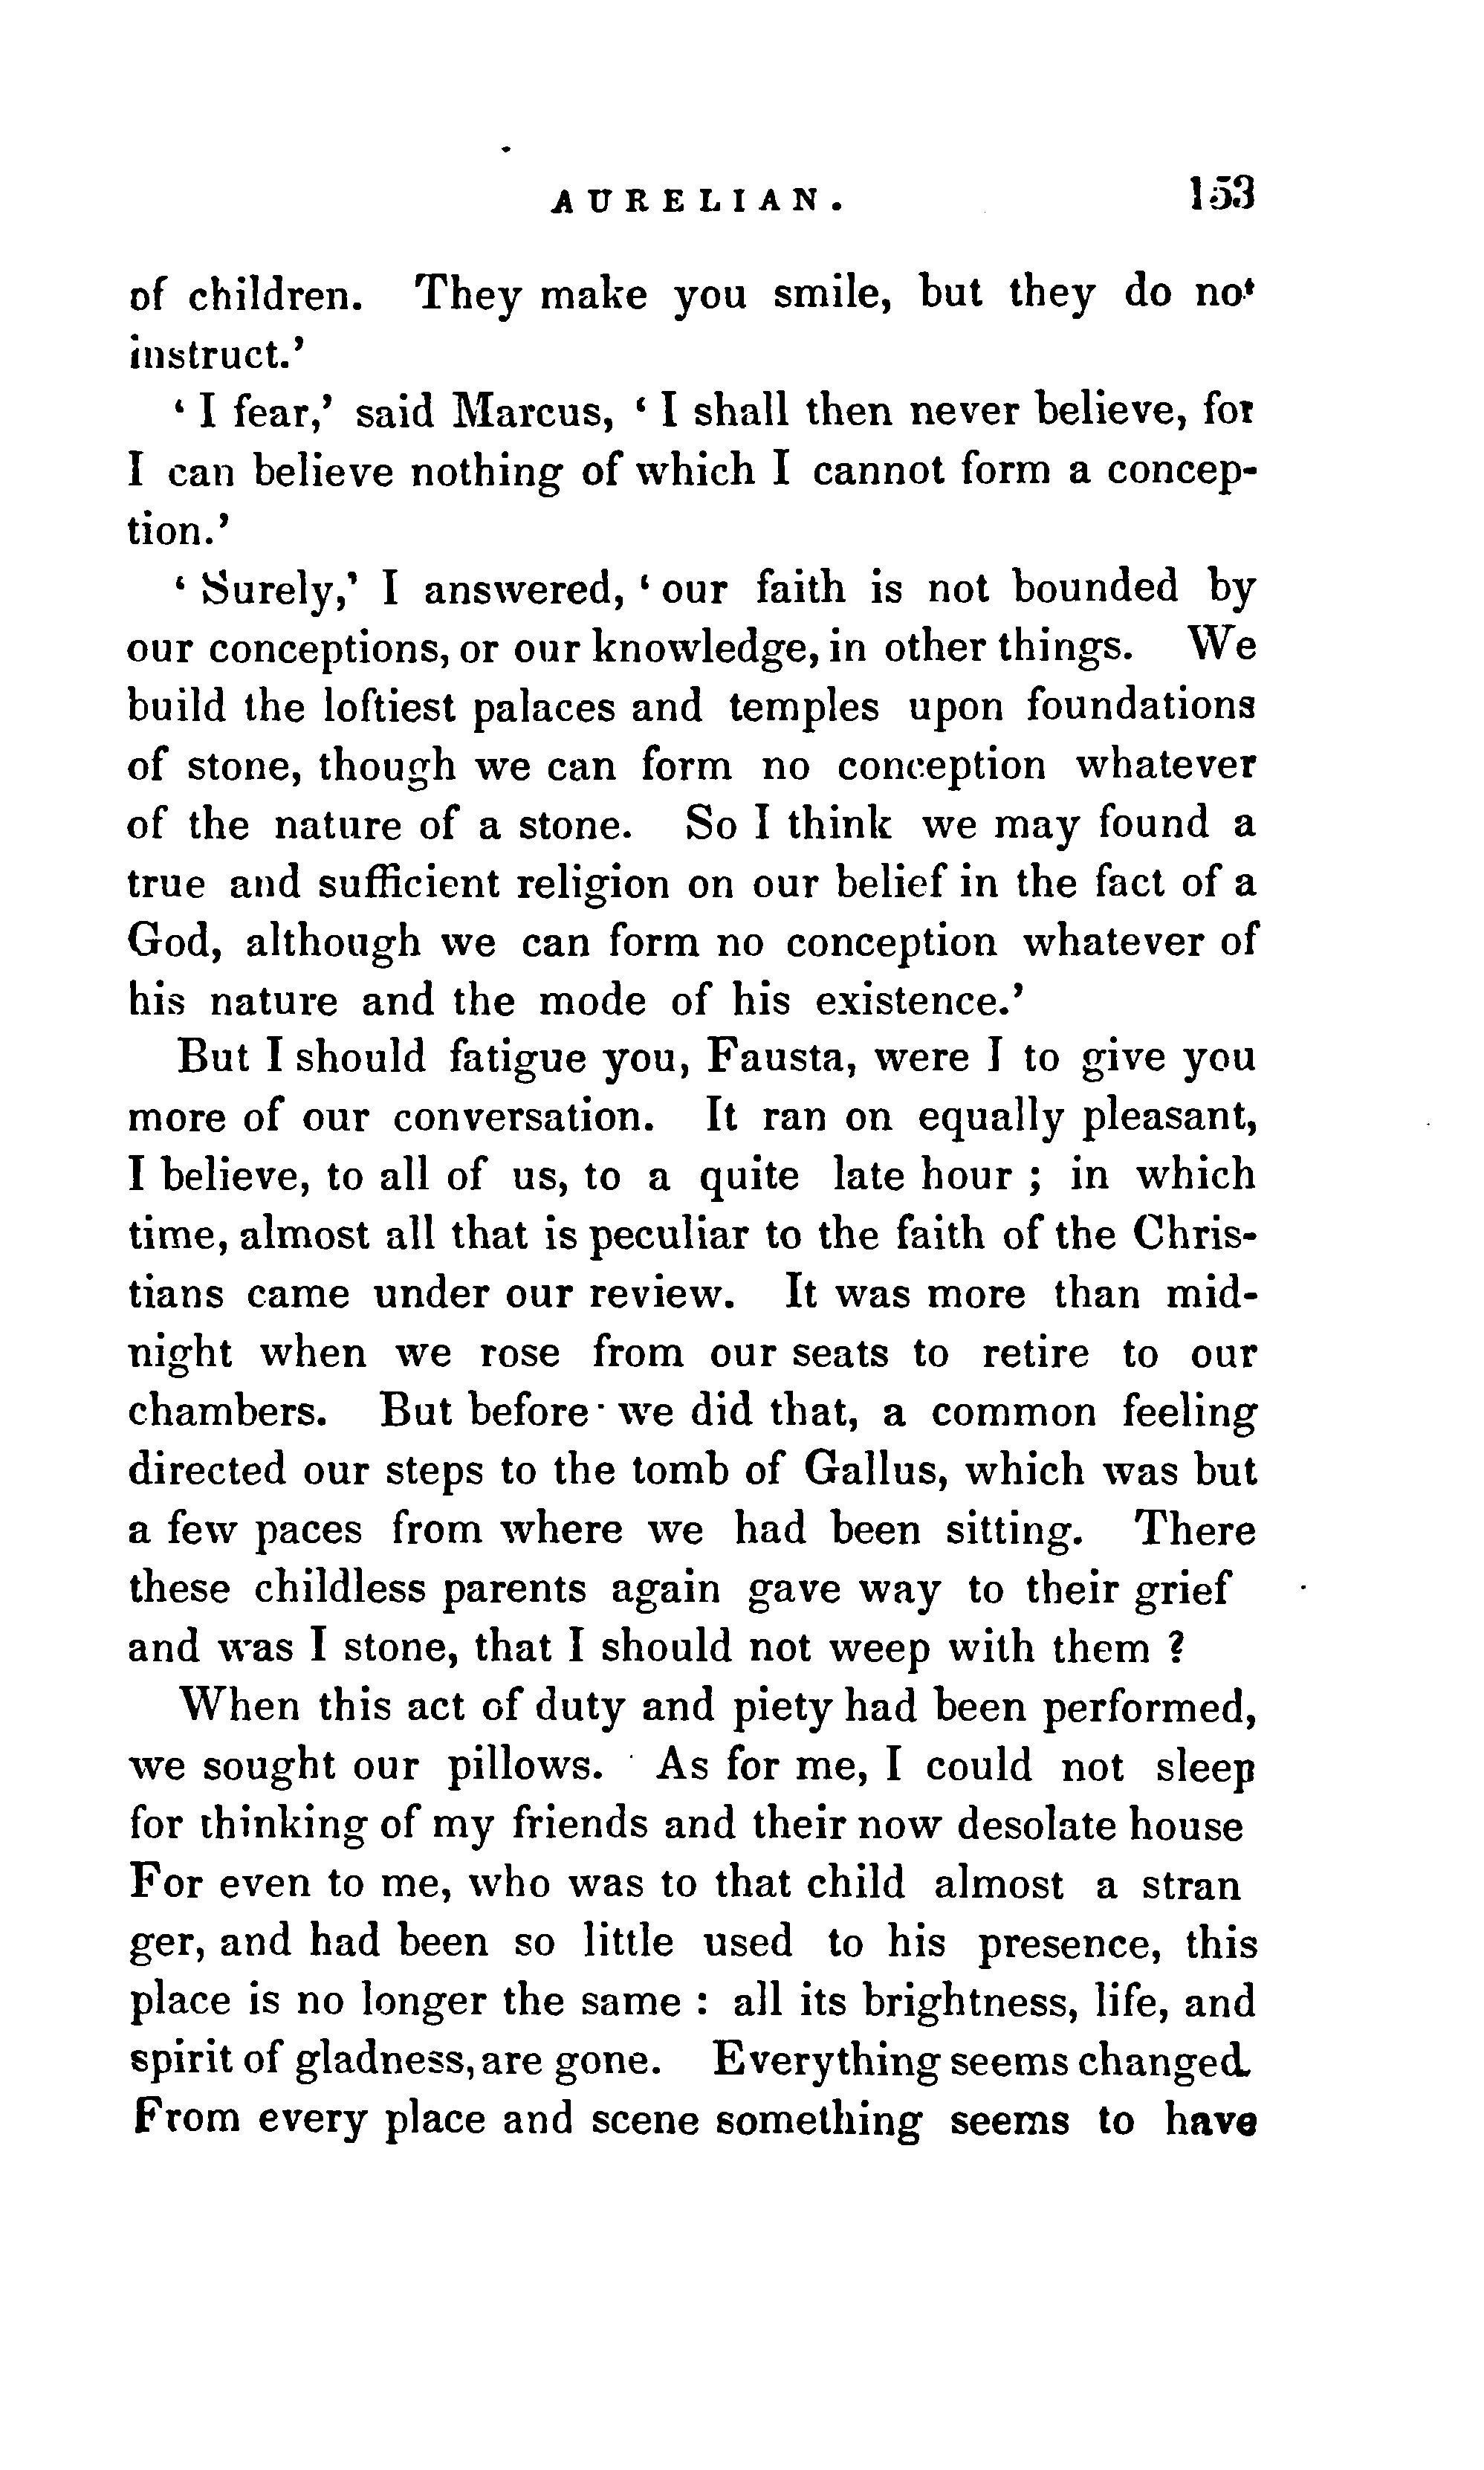 AURELIAN. 153
of children. They make you smile, but they do not
instruct.'
‘ I fear,’ said Marcus, ‘ I shall then never believe, for
I can believe nothing of which I cannot form a concep-
tion.’
‘ Surely,’ I answered, ‘ our faith is not bounded by
our conceptions, or our knowledge, in other things. We
build the loftiest palaces and temples upon foundations
of stone, though we can form no conception whatever
of the nature of a stone. So I think we may found a
true and sufficient religion on our belief in the fact of a
God, although we can form no conception whatever of
his nature and the mode of his existence.’
But I should fatigue you, Fausta, were I to give you
more of our conversation. It ran on equally pleasant,
I believe, to all of us, to a quite late hour ; in which
time, almost all that is peculiar to the faith of the Chris-
tians came under our review. It was more than mid-
night when we rose from our seats to retire to our
chambers. But before we did that, a common feeling
directed our steps to the tomb of Gallus, which was but
a few paces from where we had been sitting. There
these childless parents again gave way to their grief
and was I stone, that I should not weep with them ?
When this act of duty and piety had been performed,
we sought our pillows. As for me, I could not sleep
for thinking of my friends and their now desolate house
For even to me, who was to that child almost a stran
ger, and had been so little used to his presence, this
place is no longer the same : all its brightness, life, and
spirit of gladness, are gone. Everything seems changed.
From every place and scene something seems to have